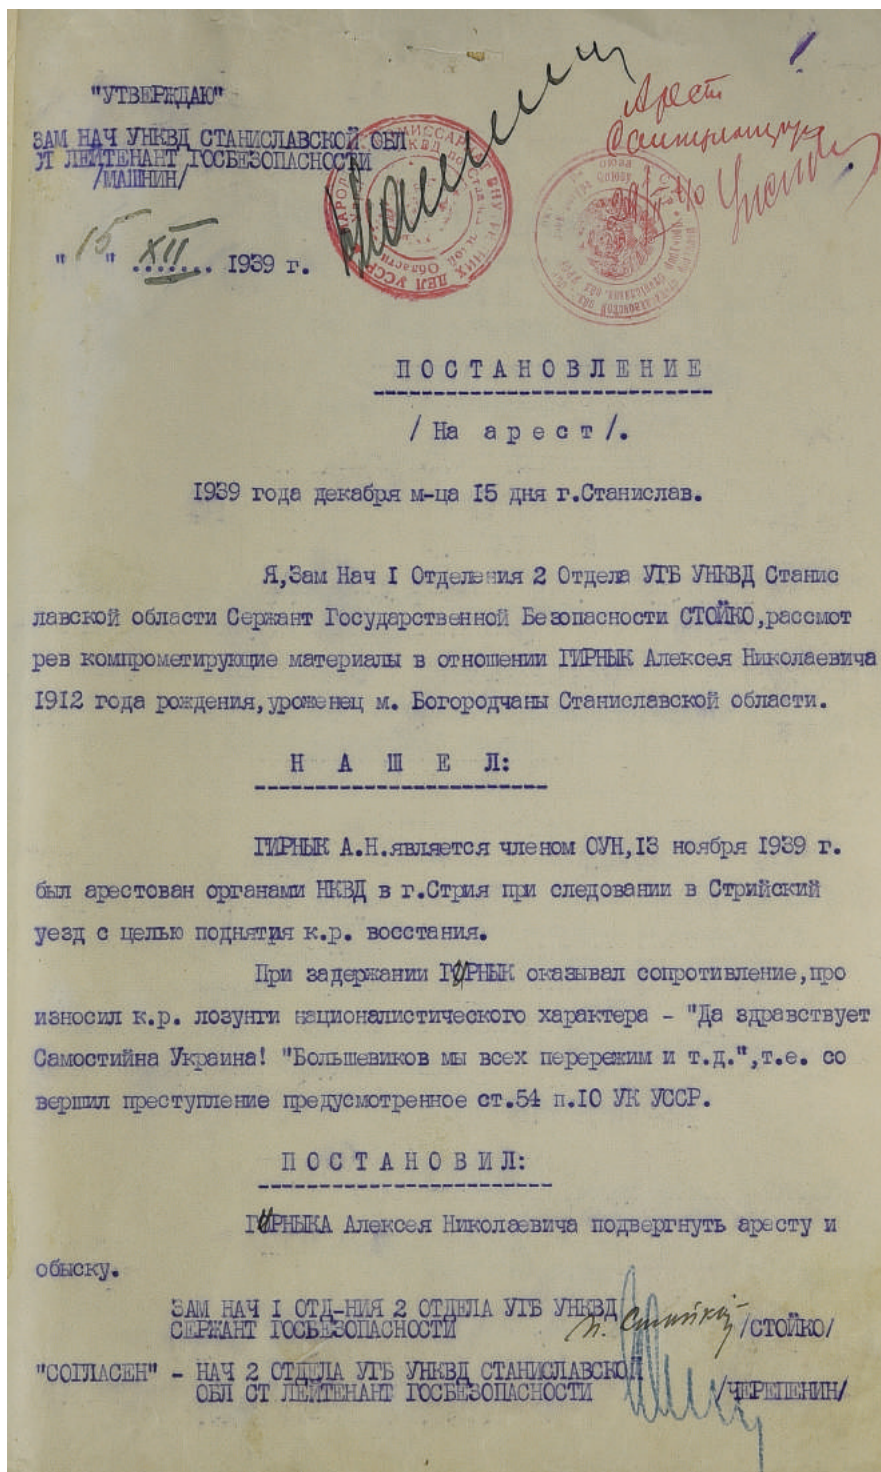 "УТВЕРЖДАЮ"
ЗАМ НАЧ УНКВД СТАНИСЛАВСКОЙ ОБЛ
СТ ЛЕЙТЕНАНТ ГОСБЕЗОПАСНОСТИ
/МАШНИН/
" 15 " XII 1939 г.
Арест
Санкционирую
ПОСТАНОВЛЕНИЕ
/На арест/.
1939 года декабря м-ца 15 дня г.Станислав.
Я,Зам Нач I Отделения 2 Отдела УГБ УНКВД Станис
лавской области Сержант Государственной Безопасности СТОЙКО,рассмот
рев компрометирующие материалы в отношении ГИРНЫК Алексея Николаевича
1912 года рождения,уроженец м. Богородчаны Станиславской области.
НАШЕЛ:
ГИРНЫК А.Н.является членом ОУН,13 ноября 1939 г.
был арестован органами НКВД в г.Стрия при следовании в Стрийский
уезд с целью поднятия к.р. восстания.
При задержании ГИРНЫК оказывал сопротивление,про
износил к.р. лозунги националистического характера - "Да здравствует
Самостийна Украина! "Большевиков мы всех перережим и т.д.",т.е. со
вершил преступление предусмотренное ст.54 п.10 УК УССР.
ПОСТАНОВИЛ:
ГИРНЫКА Алексея Николаевича подвергнуть аресту и
обыску.
ЗАМ НАЧ I ОТД-НИЯ 2 ОТДЕЛА УГБ УНКВД
СЕРЖАНТ ГОСБЕЗОПАСНОСТИ /СТОЙКО/
"СОГЛАСЕН" - НАЧ 2 ОТДЕЛА УГБ УНКВД СТАНИСЛАВСКОЙ
ОБЛ СТ ЛЕЙТЕНАНТ ГОСБЕЗОПАСНОСТИ /ЧЕРЕПЕНИН/